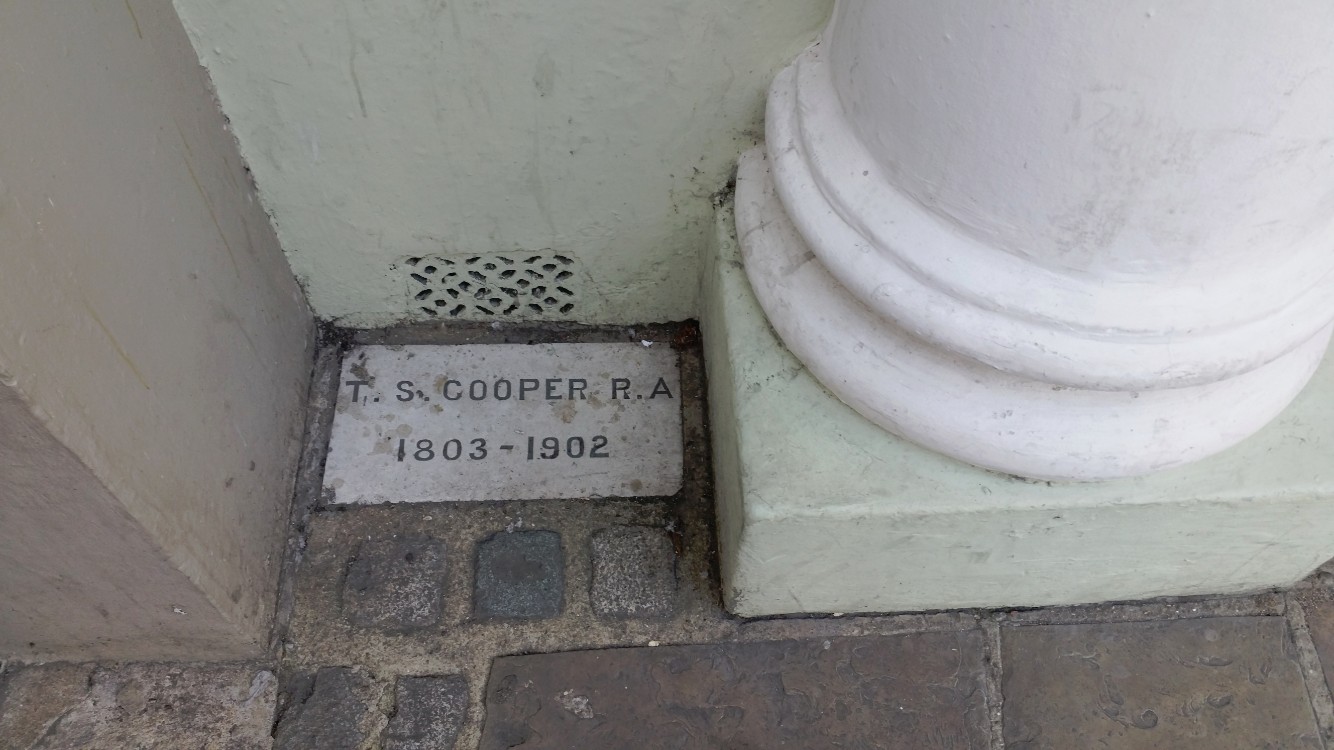 T. S. COOPER R.A
1803 - 1902